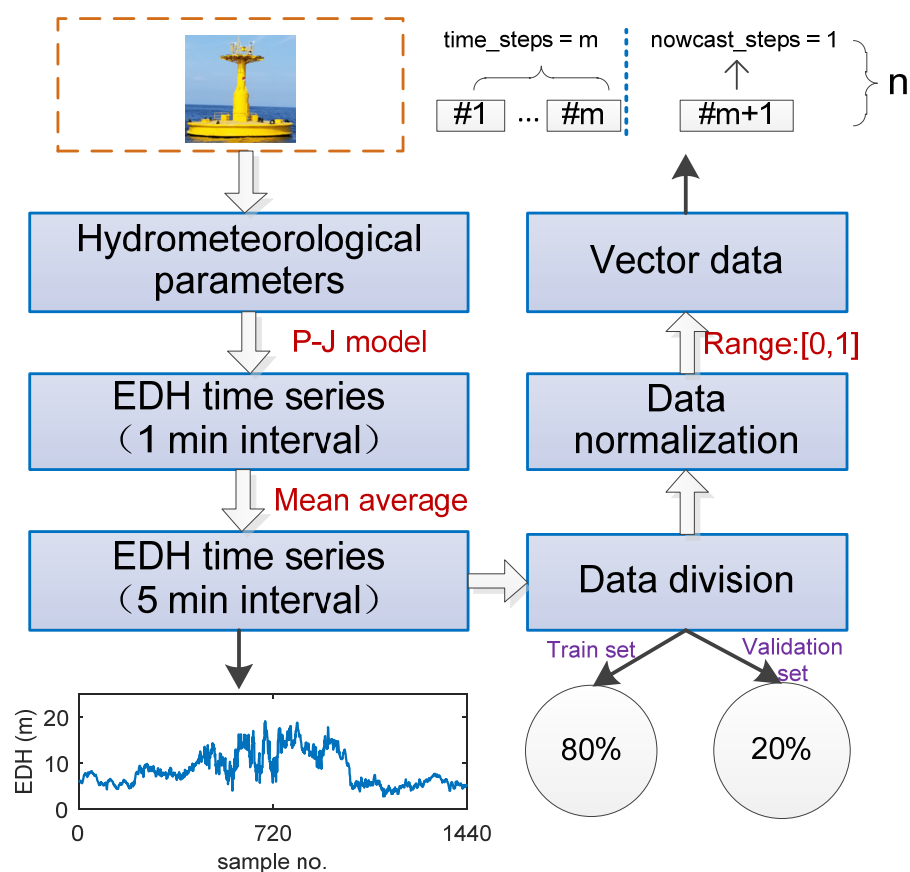 time_steps = m
nowcast_steps = 1
#1 ... #m
#m+1
n
Hydrometeorological
parameters
P-J model
EDH time series
（1 min interval）
Mean average
EDH time series
（5 min interval）
EDH (m)
20
10
0
0
720
1440
sample no.
Vector data
Range:[0,1]
Data
normalization
Data division
Train set
Validation
set
80%
20%